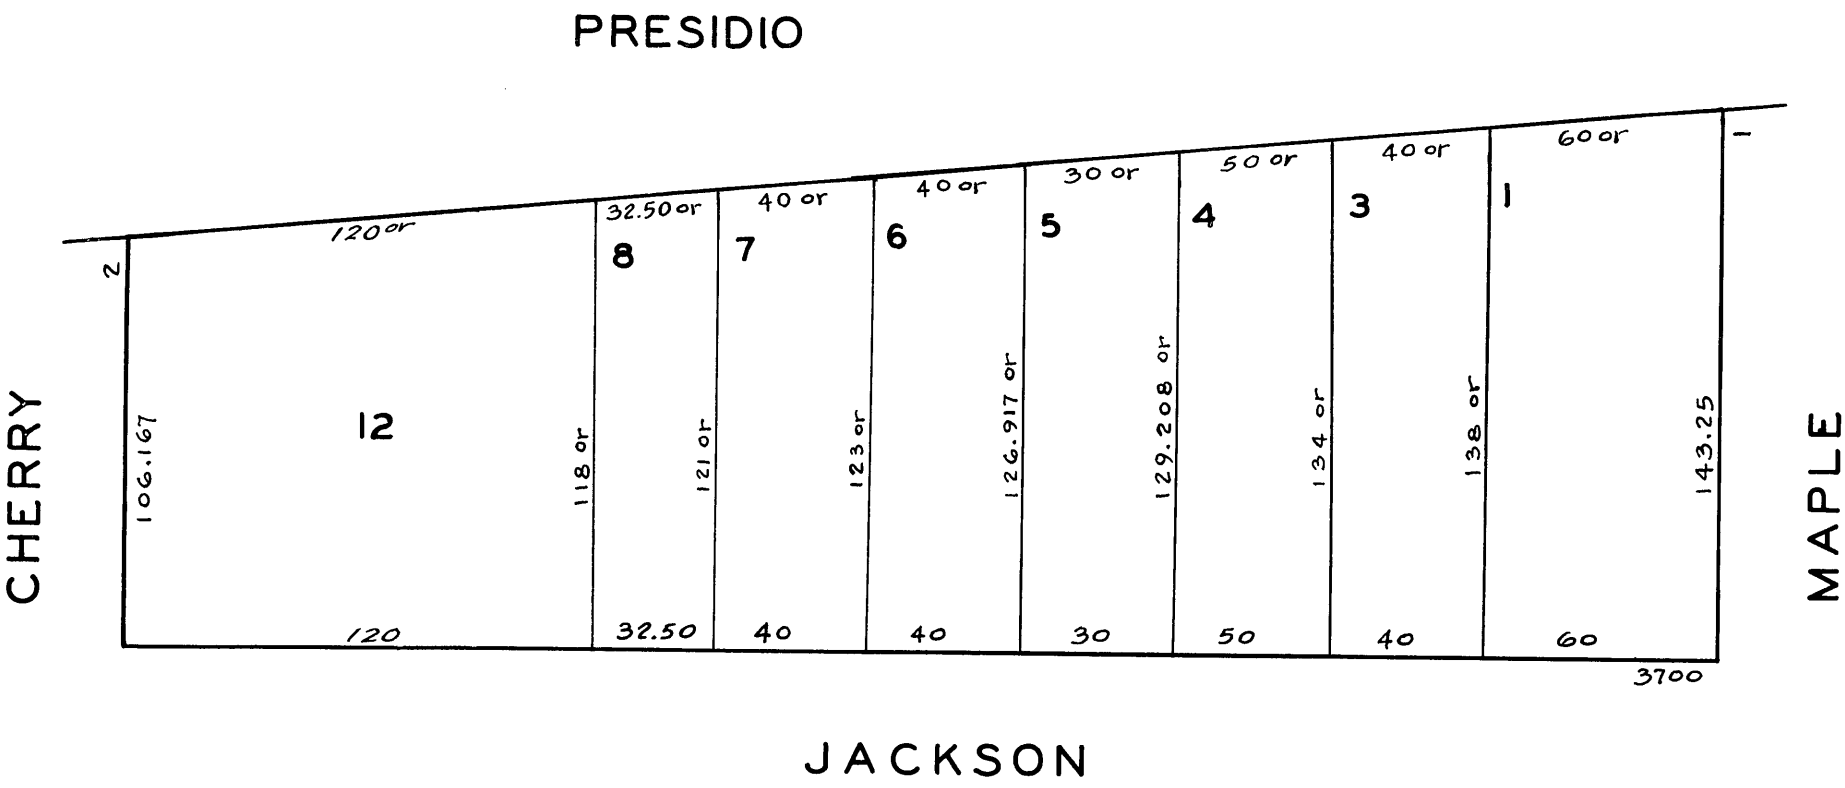 PRESIDIO
120 or
32.50 or
40 or
40 or
30 or
50 or
40 or
60 or
2
8
7
6
5
4
3
1
1
CHERRY
106.167
12
118 or
121 or
123 or
126.917 or
129.208 or
134 or
138 or
143.25
MAPLE
120
32.50
40
40
30
50
40
60
3700
JACKSON